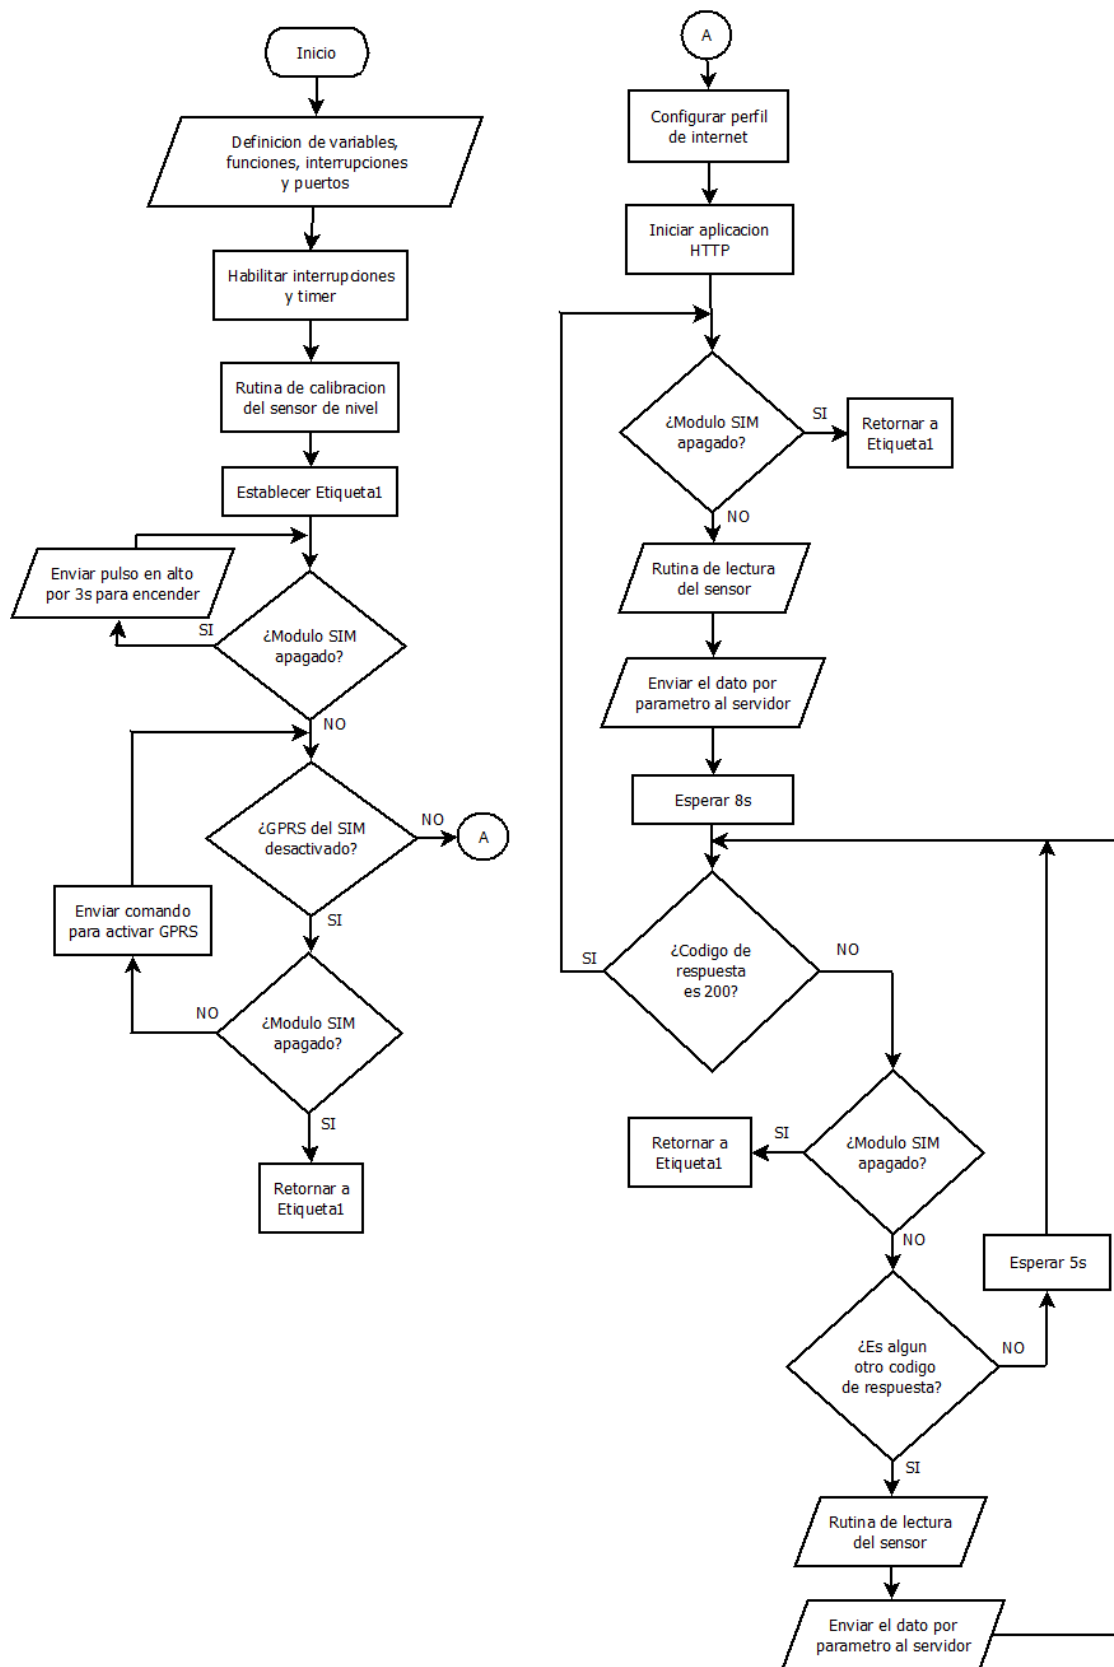 Inicio
Definicion de variables,
funciones, interrupciones
y puertos
Habilitar interrupciones
y timer
Rutina de calibracion
del sensor de nivel
Establecer Etiqueta1
Enviar pulso en alto
por 3s para encender
SI
¿Modulo SIM
apagado?
NO
¿GPRS del SIM
desactivado?
NO
A
SI
Enviar comando
para activar GPRS
NO
¿Modulo SIM
apagado?
SI
Retornar a
Etiqueta1
A
Configurar perfil
de internet
Iniciar aplicacion
HTTP
¿Modulo SIM
apagado?
SI
Retornar a
Etiqueta1
NO
Rutina de lectura
del sensor
Enviar el dato por
parametro al servidor
Esperar 8s
¿Codigo de
respuesta
es 200?
SI
NO
¿Modulo SIM
apagado?
SI
Retornar a
Etiqueta1
NO
Esperar 5s
¿Es algun
otro codigo
de respuesta?
NO
SI
Rutina de lectura
del sensor
Enviar el dato por
parametro al servidor